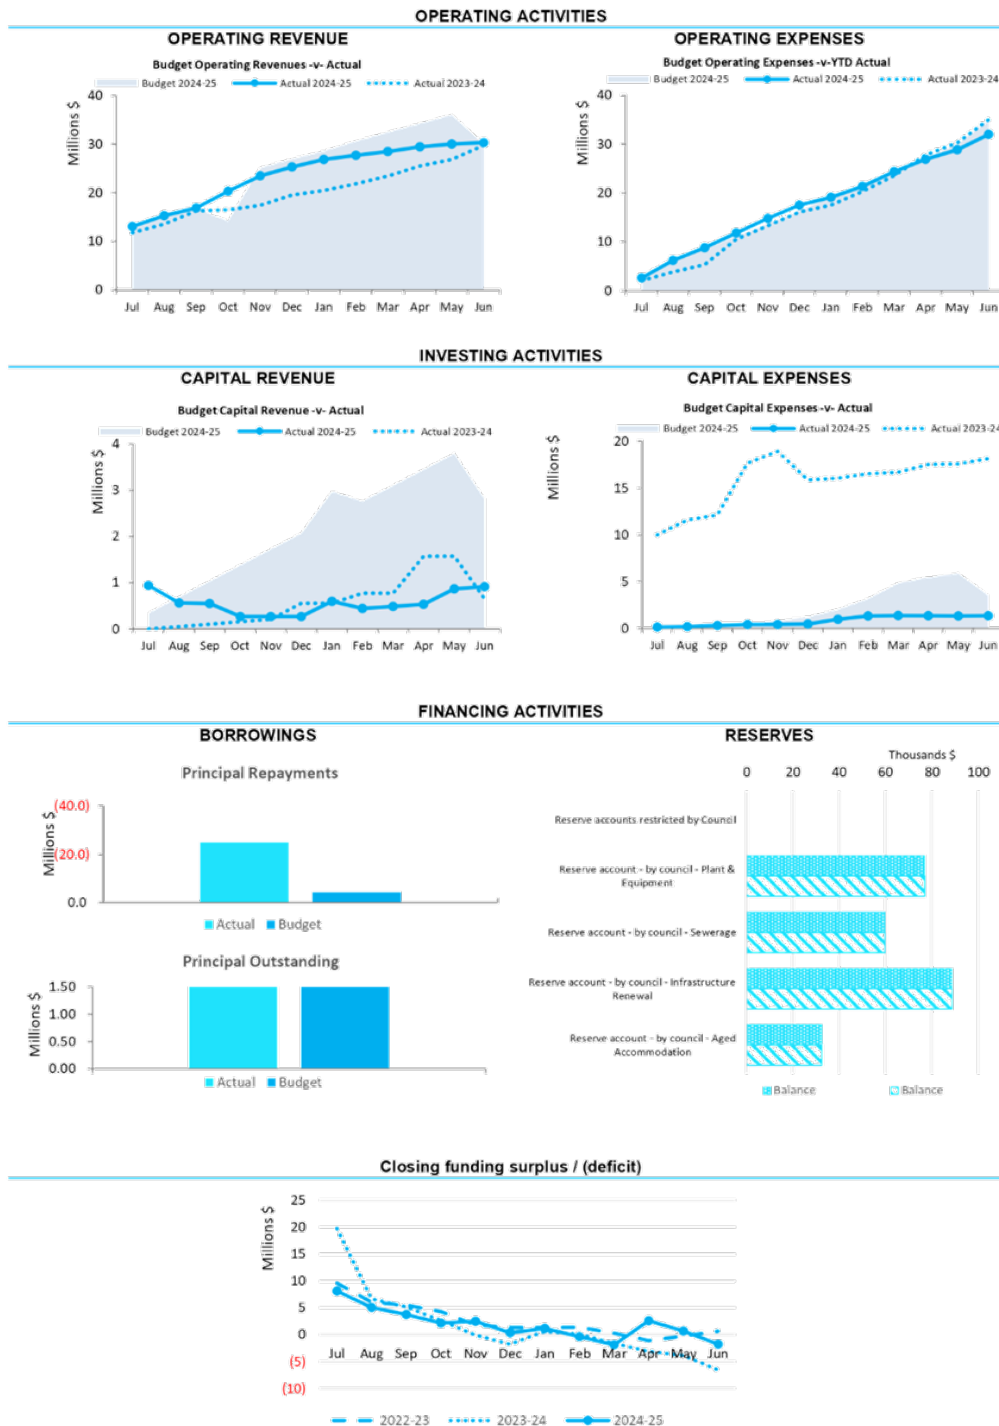 OPERATING ACTIVITIES
OPERATING REVENUE
Budget Operating Revenues -v- Actual
Budget 2024-25 Actual 2024-25 Actual 2023-24
Millions $
40
30
20
10
0
Jul Aug Sep Oct Nov Dec Jan Feb Mar Apr May Jun
OPERATING EXPENSES
Budget Operating Expenses -v-YTD Actual
Budget 2024-25 Actual 2024-25 Actual 2023-24
Millions $
40
30
20
10
0
Jul Aug Sep Oct Nov Dec Jan Feb Mar Apr May Jun
INVESTING ACTIVITIES
CAPITAL REVENUE
Budget Capital Revenue -v- Actual
Budget 2024-25 Actual 2024-25 Actual 2023-24
Millions $
4
3
2
1
0
Jul Aug Sep Oct Nov Dec Jan Feb Mar Apr May Jun
CAPITAL EXPENSES
Budget Capital Expenses -v- Actual
Budget 2024-25 Actual 2024-25 Actual 2023-24
Millions $
20
15
10
5
0
Jul Aug Sep Oct Nov Dec Jan Feb Mar Apr May Jun
FINANCING ACTIVITIES
BORROWINGS
Principal Repayments
Millions $
(40.0)
(20.0)
0.0
Actual Budget
Principal Outstanding
Millions $
1.50
1.00
0.50
0.00
Actual Budget
RESERVES
Thousands $
0 20 40 60 80 100
Reserve accounts restricted by Council
Reserve account - by council - Plant &
Equipment
Reserve account - by council - Sewerage
Reserve account - by council - Infrastructure
Renewal
Reserve account - by council - Aged
Accommodation
Balance Balance
Closing funding surplus / (deficit)
Millions $
25
20
15
10
5
0
(5)
(10)
Jul Aug Sep Oct Nov Dec Jan Feb Mar Apr May Jun
2022-23 2023-24 2024-25